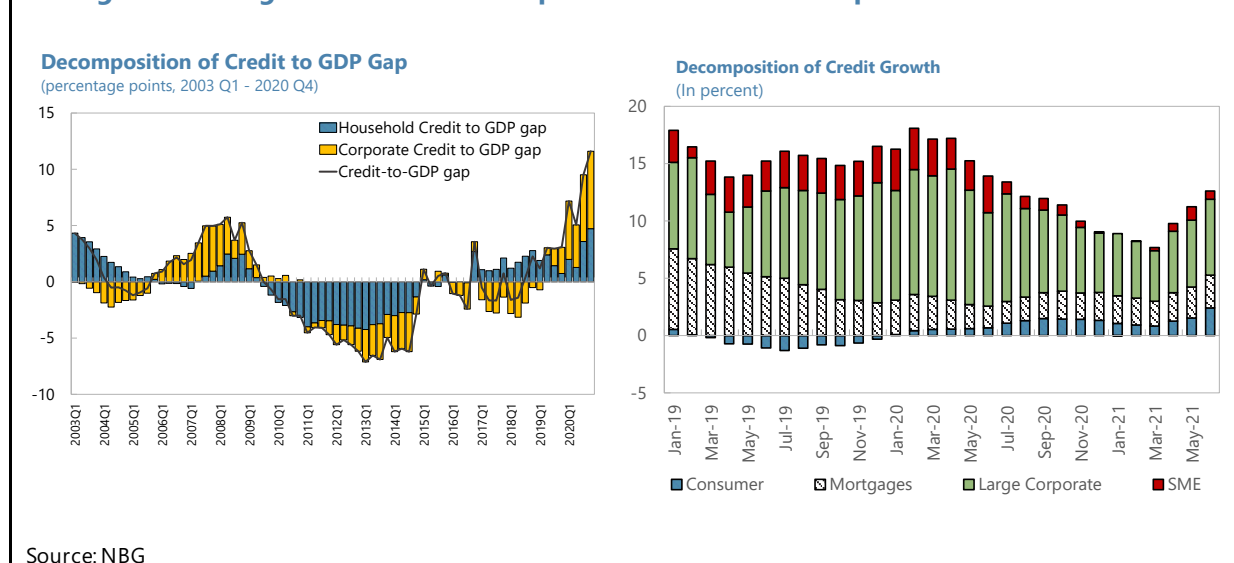 Decomposition of Credit to GDP Gap
(percentage points, 2003 Q1 - 2020 Q4)
15
10
5
0
-5
-10
Household Credit to GDP gap
Corporate Credit to GDP gap
Credit-to-GDP gap
2003Q1
2004Q1
2005Q1
2006Q1
2007Q1
2008Q1
2009Q1
2010Q1
2011Q1
2012Q1
2013Q1
2014Q1
2015Q1
2016Q1
2017Q1
2018Q1
2019Q1
2020Q1
Decomposition of Credit Growth
(In percent)
20
15
10
5
0
-5
Jan-19
Mar-19
May-19
Jul-19
Sep-19
Nov-19
Jan-20
Mar-20
May-20
Jul-20
Sep-20
Nov-20
Jan-21
Mar-21
May-21
Consumer
Mortgages
Large Corporate
SME
Source: NBG